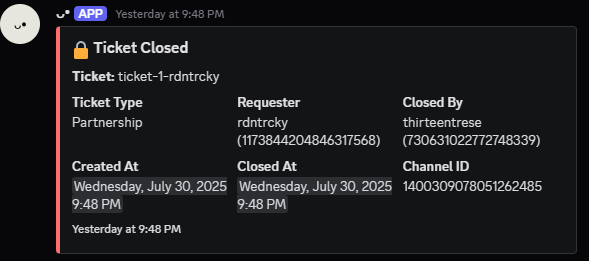 ᴗ• APP Yesterday at 9:48 PM
🔒 Ticket Closed
Ticket: ticket-1-rdntrcky
Ticket Type Requester Closed By
Partnership rdntrcky thirteentrese
(1173844204846317568) (730631022772748339)
Created At Closed At Channel ID
Wednesday, July 30, 2025 Wednesday, July 30, 2025 1400309078051262485
9:48 PM 9:48 PM
Yesterday at 9:48 PM